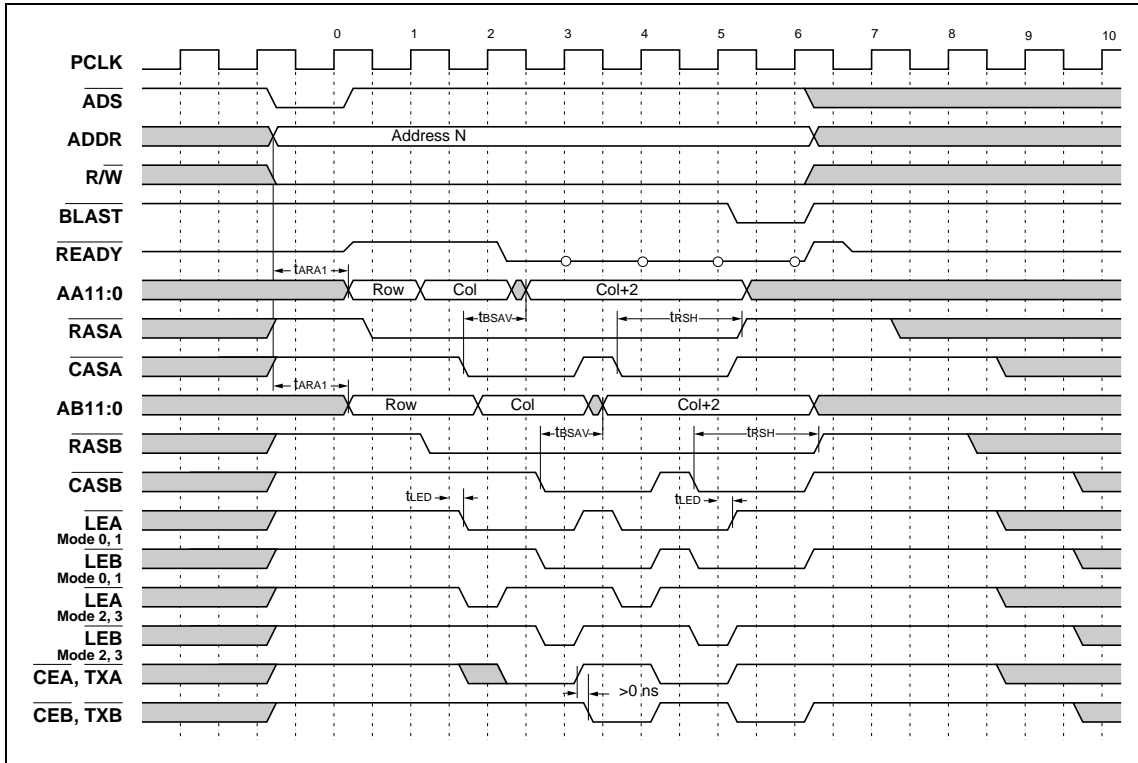 0 1 2 3 4 5 6 7 8 9 10
PCLK
ADS
ADDR Address N
R/W
BLAST
READY
tARA1
AA11:0 Row Col Col+2
tBSAV tRSH
RASA
CASA
tARA1
AB11:0 Row Col Col+2
tBSAV tRSH
RASB
CASB
tLED tLED
LEA
Mode 0, 1
LEB
Mode 0, 1
LEA
Mode 2, 3
LEB
Mode 2, 3
CEA, TXA
>0 ns
CEB, TXB